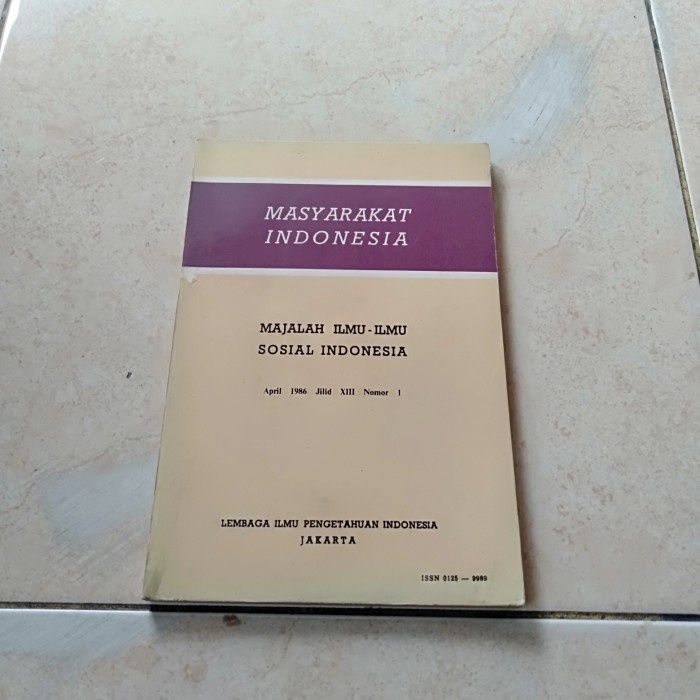 MASYARAKAT
INDONESIA
MAJALAH ILMU-ILMU
SOSIAL INDONESIA
April 1986 Jilid XIII Nomor 1
LEMBAGA ILMU PENGETAHUAN INDONESIA
JAKARTA
ISSN 0125 — 9989